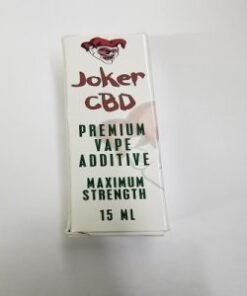 Joker
CBD
PREMIUM
VAPE
ADDITIVE
MAXIMUM
STRENGTH
15 ML